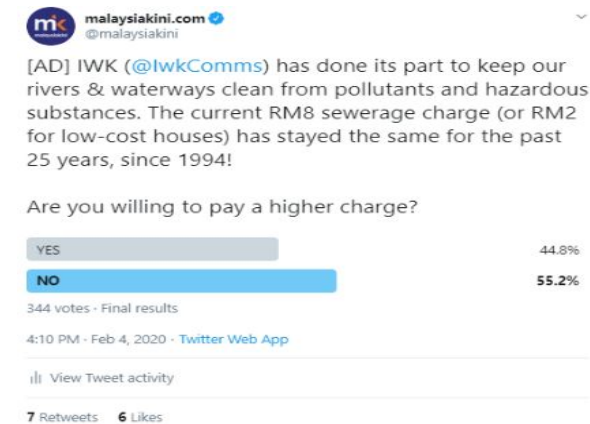 mk
malaysiakini.com
@malaysiakini
[AD] IWK (@IwkComms) has done its part to keep our
rivers & waterways clean from pollutants and hazardous
substances. The current RM8 sewerage charge (or RM2
for low-cost houses) has stayed the same for the past
25 years, since 1994!
Are you willing to pay a higher charge?
YES 44.8%
NO 55.2%
344 votes · Final results
4:10 PM · Feb 4, 2020 · Twitter Web App
View Tweet activity
7 Retweets 6 Likes